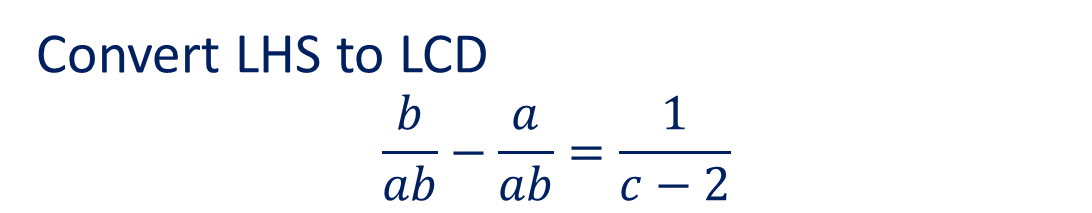 Convert LHS to LCD
b/ab − a/ab = 1/(c − 2)